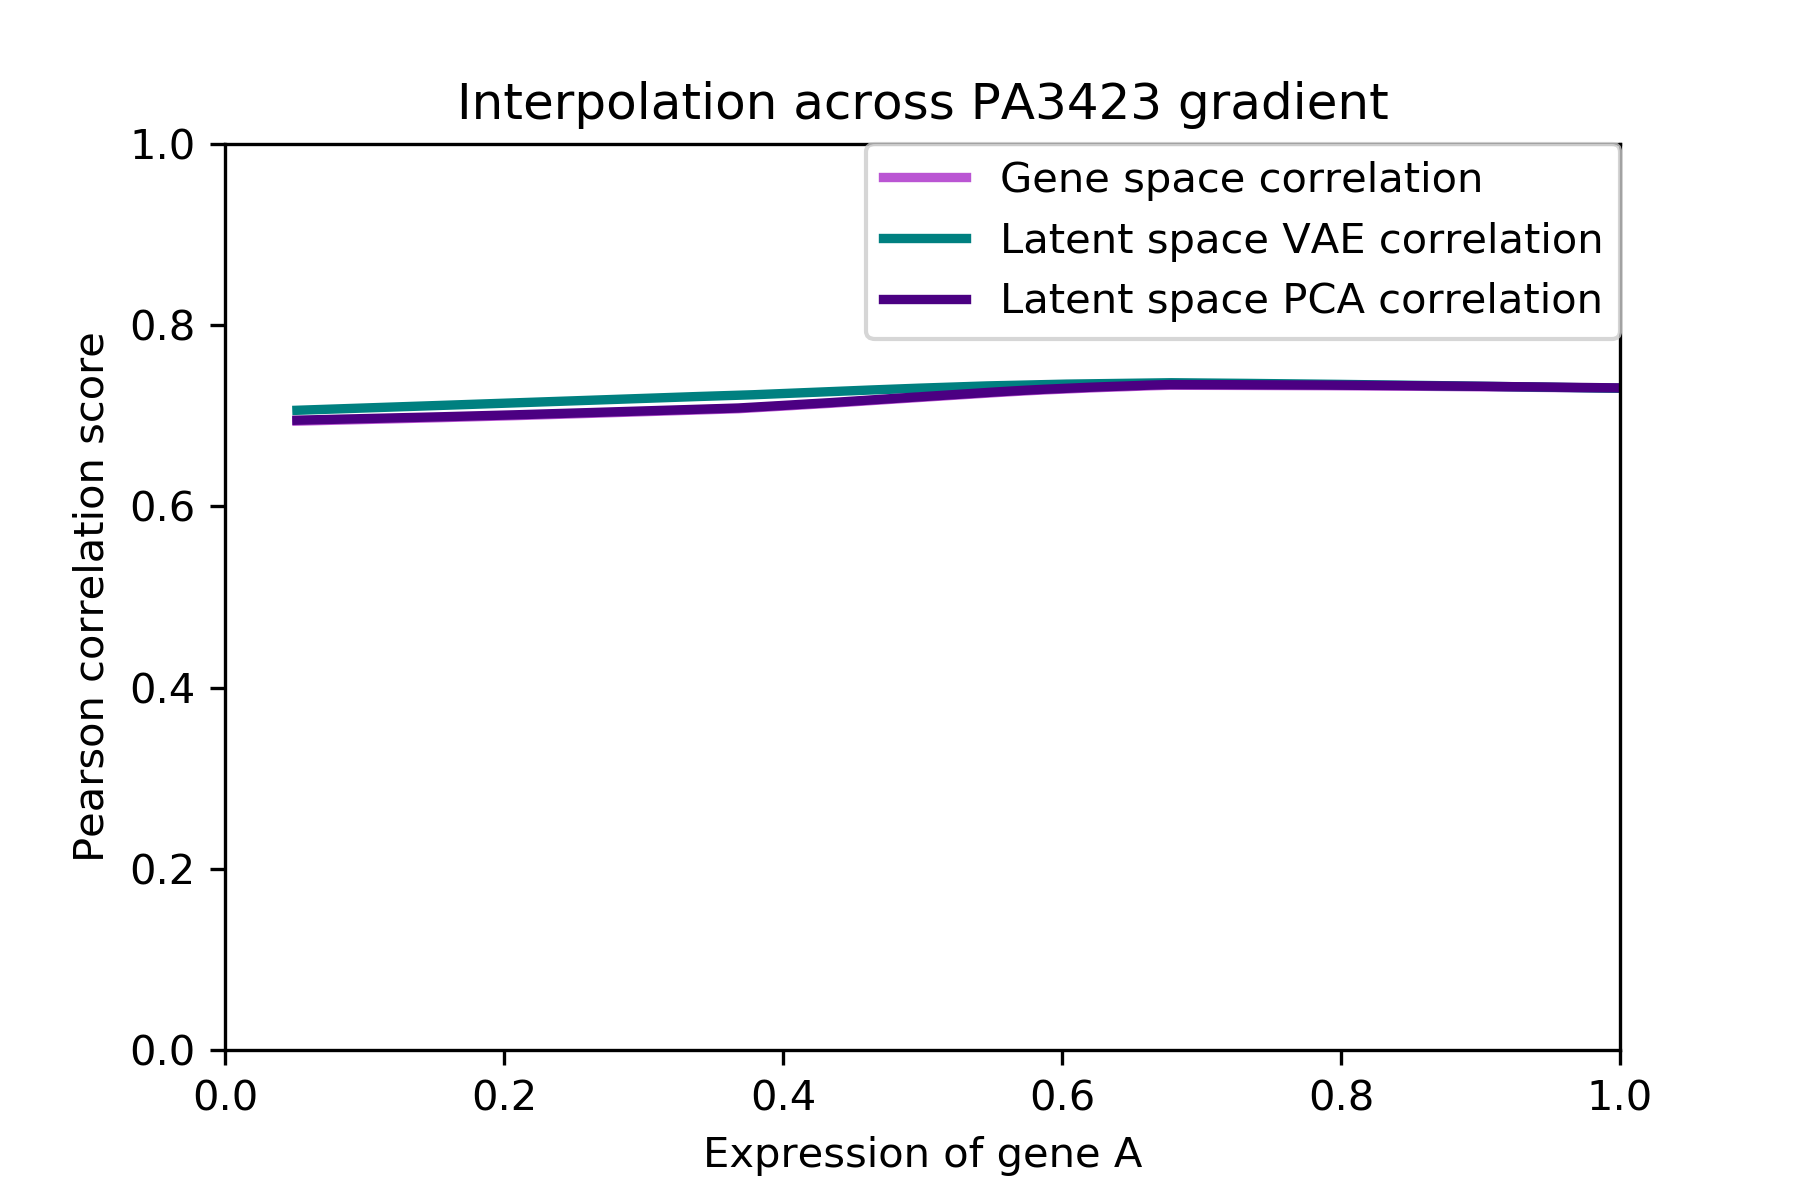 Interpolation across PA3423 gradient
Gene space correlation
Latent space VAE correlation
Latent space PCA correlation
Pearson correlation score
1.0
0.8
0.6
0.4
0.2
0.0
0.0 0.2 0.4 0.6 0.8 1.0
Expression of gene A